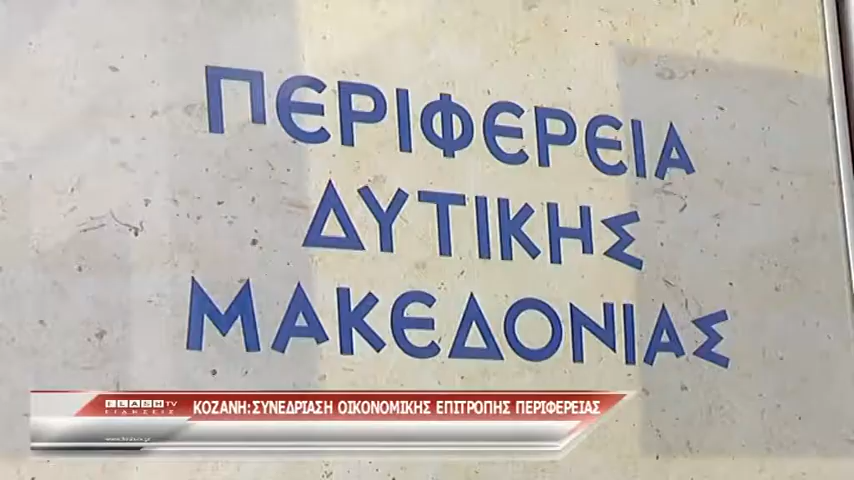 ΠΕΡΙΦΕΡΕΙΑ
ΔΥΤΙΚΗΣ
ΜΑΚΕΔΟΝΙΑΣ
FLASH TV
ΕΙΔΗΣΕΙΣ
ΚΟΖΑΝΗ:ΣΥΝΕΔΡΙΑΣΗ ΟΙΚΟΝΟΜΙΚΗΣ ΕΠΙΤΡΟΠΗΣ ΠΕΡΙΦΕΡΕΙΑΣ